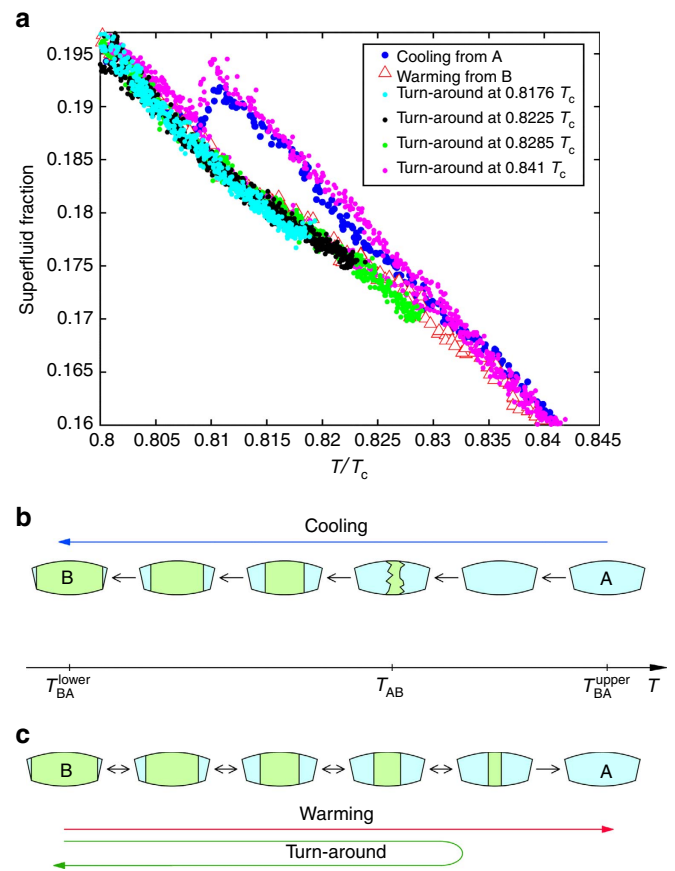 a
0.195
0.19
0.185
0.18
0.175
0.17
0.165
0.16
Superfluid fraction
Cooling from A
Warming from B
Turn-around at 0.8176 Tc
Turn-around at 0.8225 Tc
Turn-around at 0.8285 Tc
Turn-around at 0.841 Tc
0.8 0.805 0.81 0.815 0.82 0.825 0.83 0.835 0.84 0.845
T/Tc
b
Cooling
B A
T lower BA TAB T upper BA T
c
B A
Warming
Turn-around